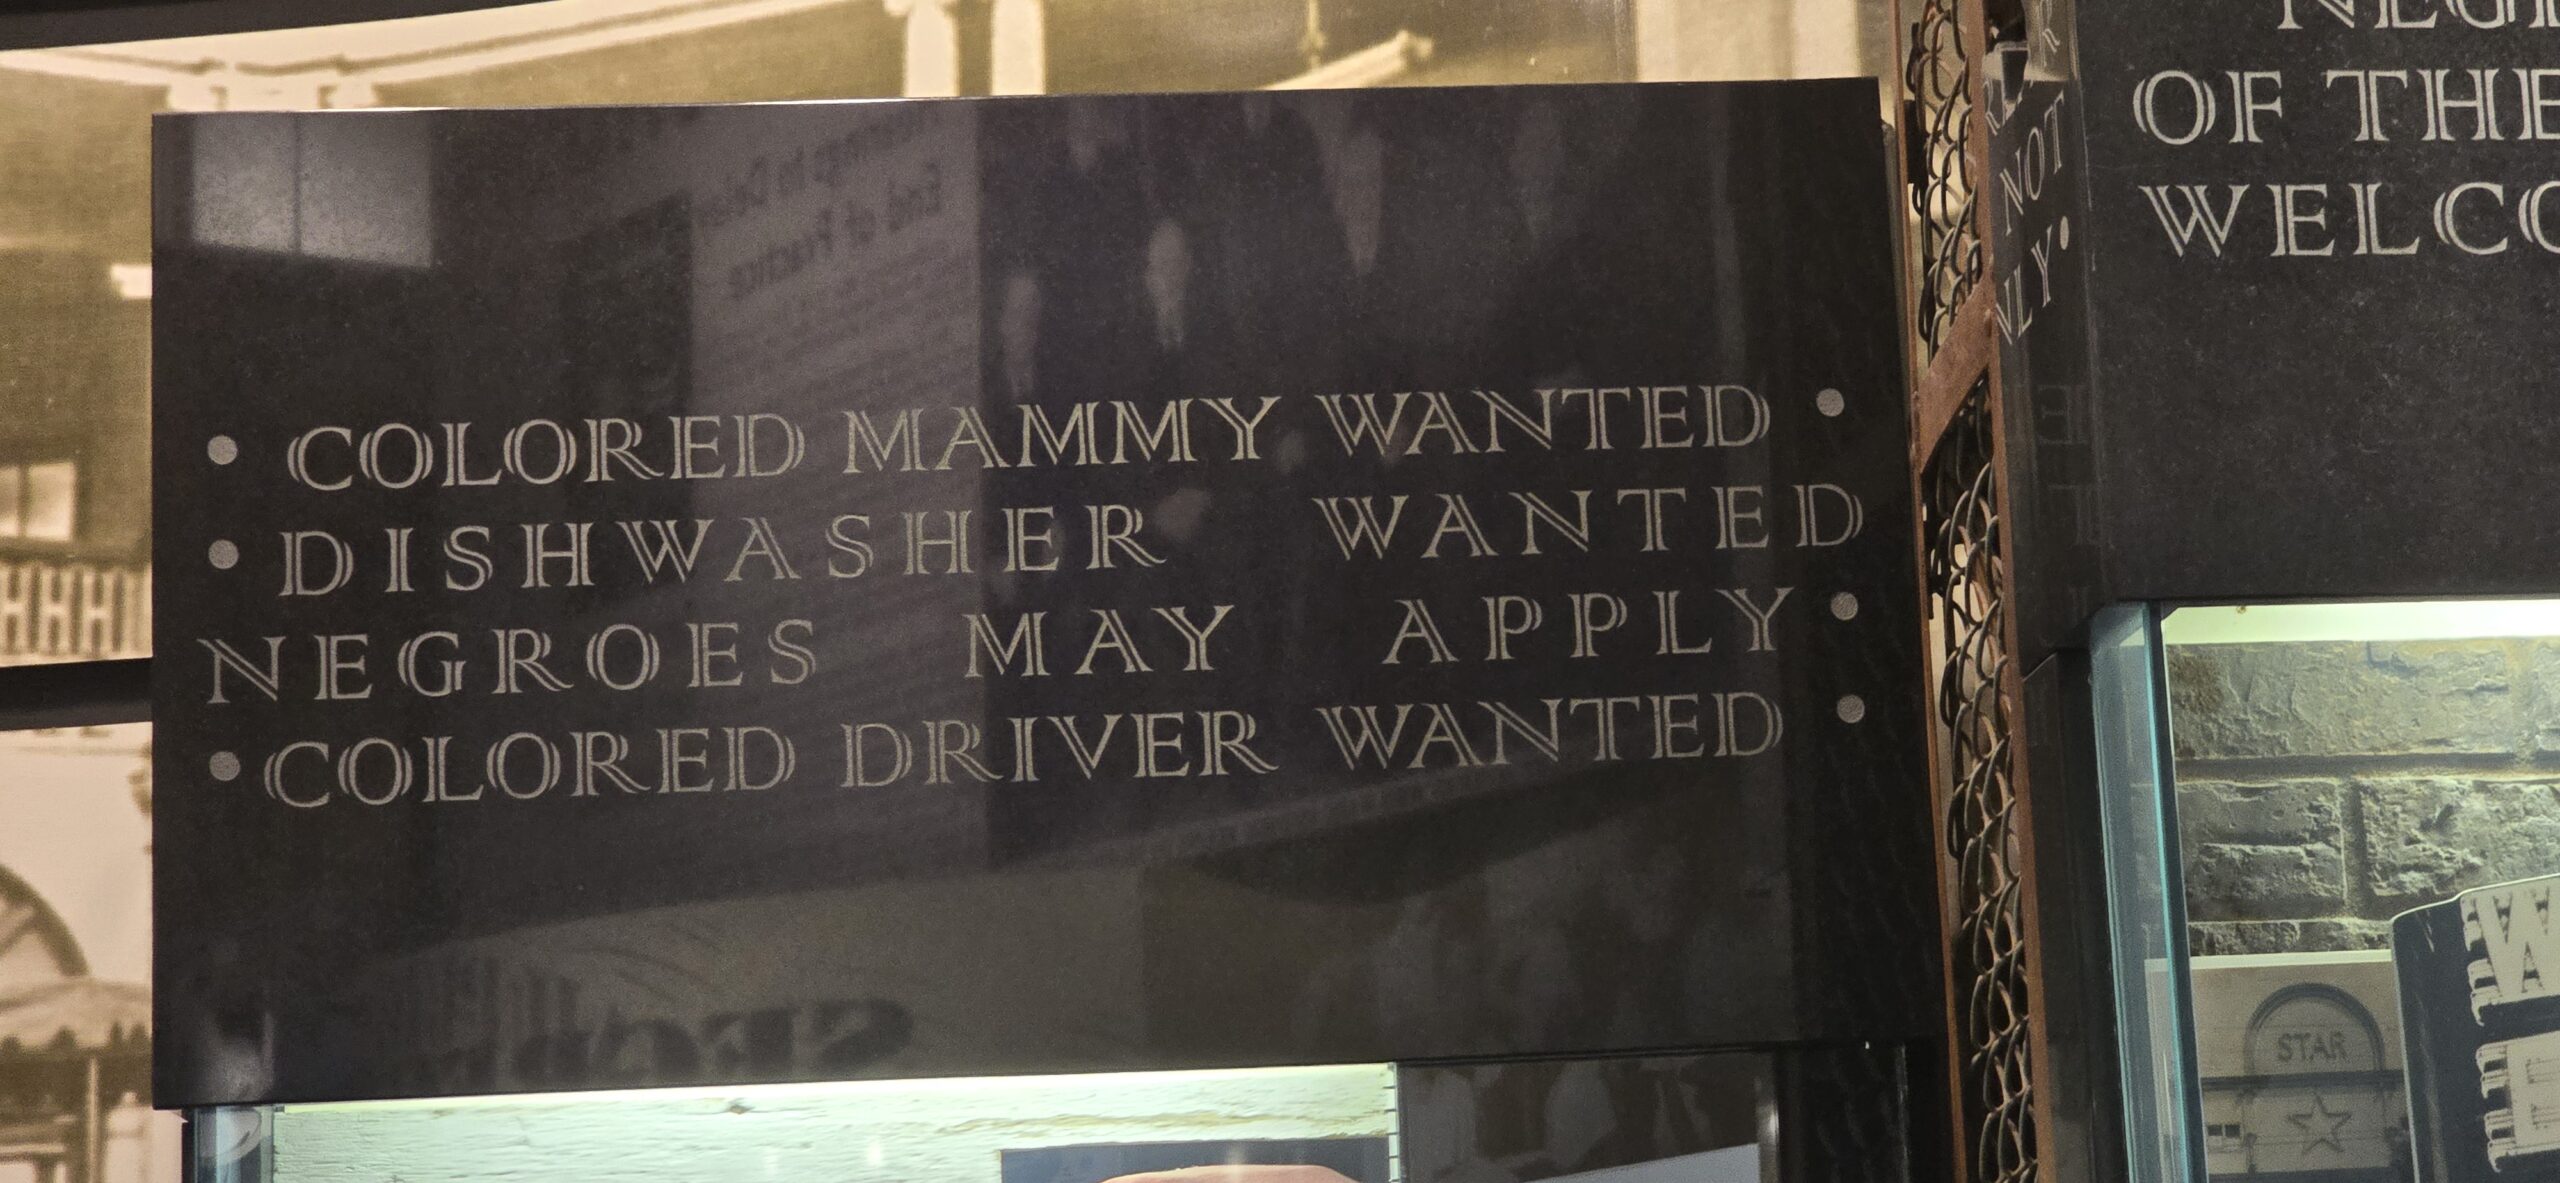 • COLORED MAMMY WANTED •
• DISHWASHER WANTED
NEGROES MAY APPLY •
• COLORED DRIVER WANTED •
OF THE
NOT
STAR